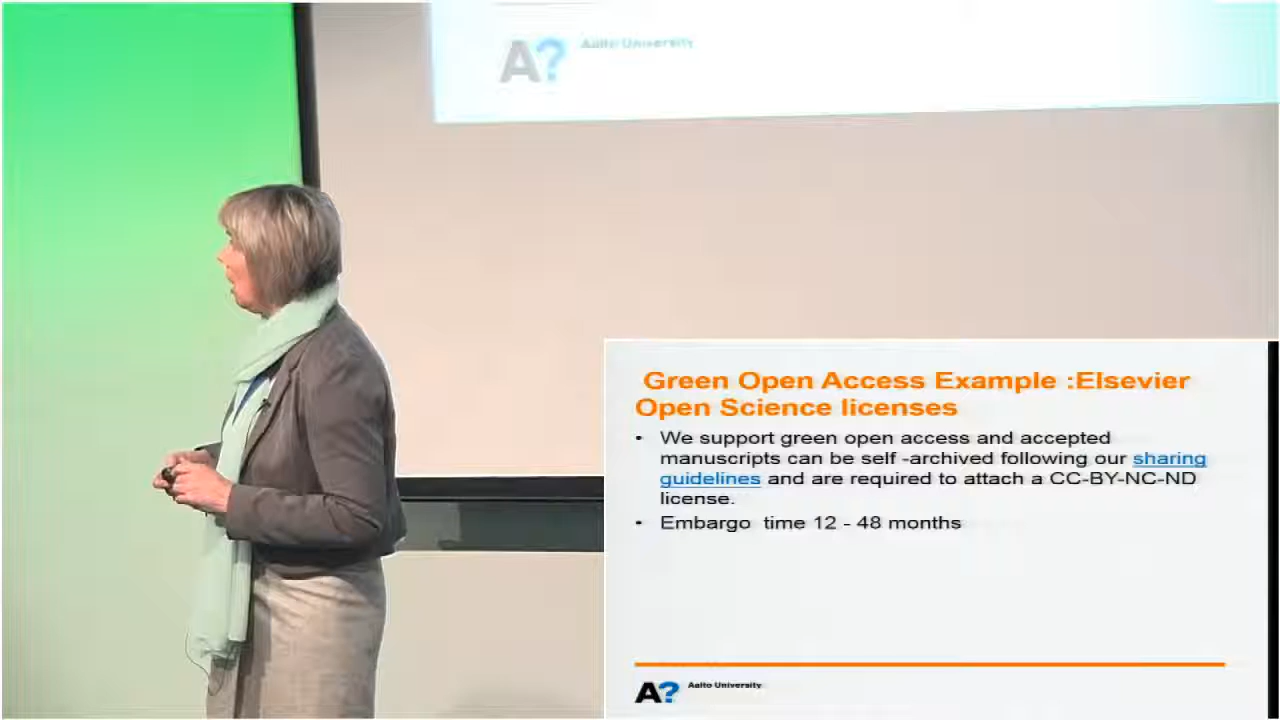 A? Aalto University
Green Open Access Example :Elsevier
Open Science licenses
• We support green open access and accepted
manuscripts can be self -archived following our sharing
guidelines and are required to attach a CC-BY-NC-ND
license.
• Embargo time 12 - 48 months
A? Aalto University